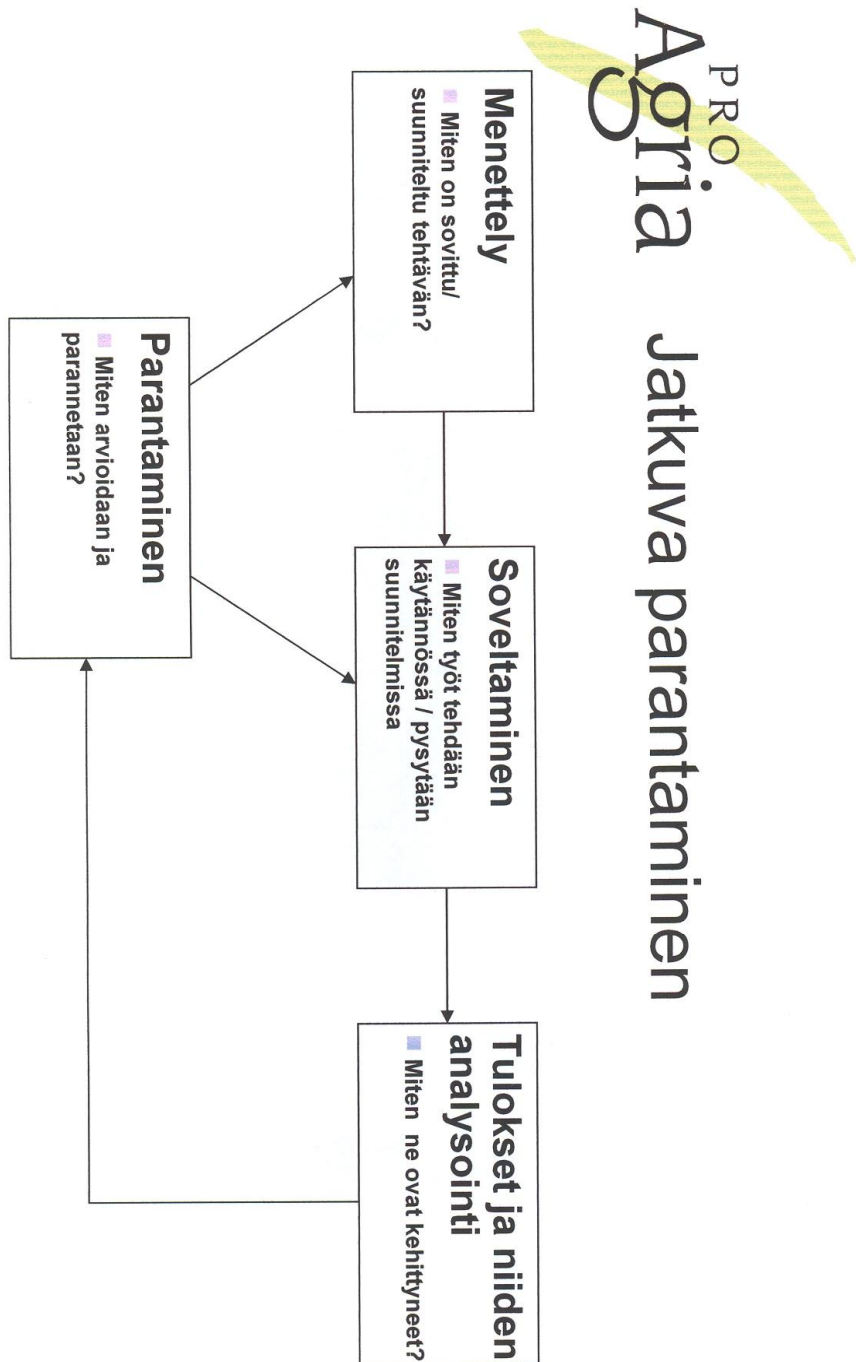 PRO
Agria
Jatkuva parantaminen
Menettely
Miten on sovittu/
suunniteltu tehtävän?
Soveltaminen
Miten työt tehdään
käytännössä / pysytään
suunnitelmissa
Tulokset ja niiden
analysointi
Miten ne ovat kehittyneet?
Parantaminen
Miten arvioidaan ja
parannetaan?